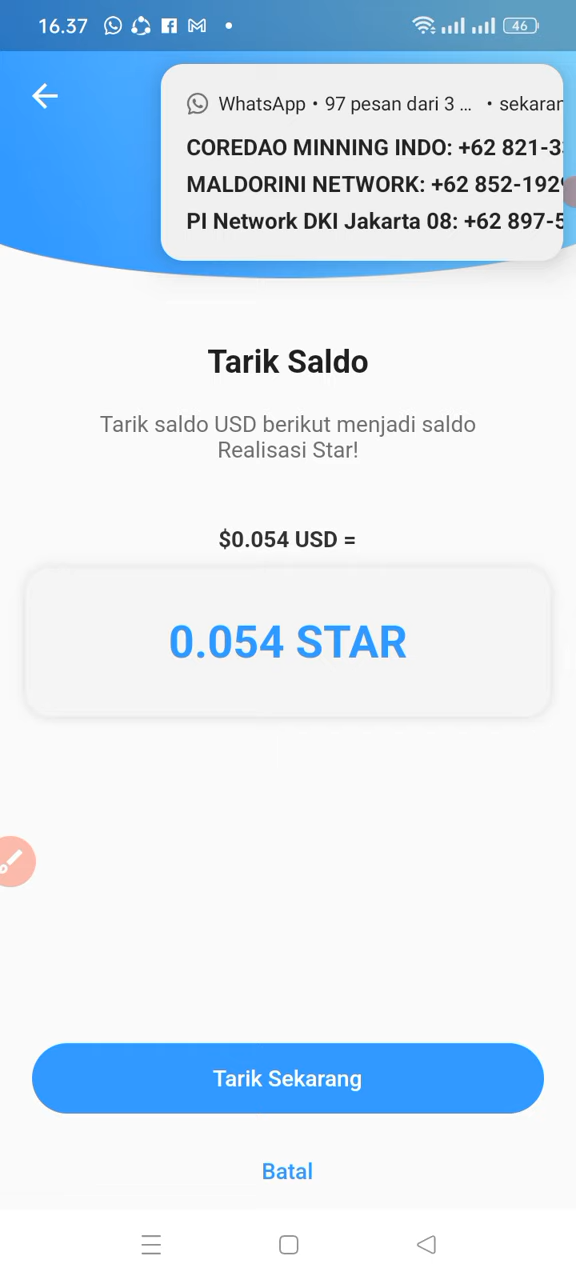 16.37
46
WhatsApp • 97 pesan dari 3 ... • sekaran
COREDAO MINNING INDO: +62 821-3
MALDORINI NETWORK: +62 852-192
PI Network DKI Jakarta 08: +62 897-5
Tarik Saldo
Tarik saldo USD berikut menjadi saldo
Realisasi Star!
$0.054 USD =
0.054 STAR
Tarik Sekarang
Batal